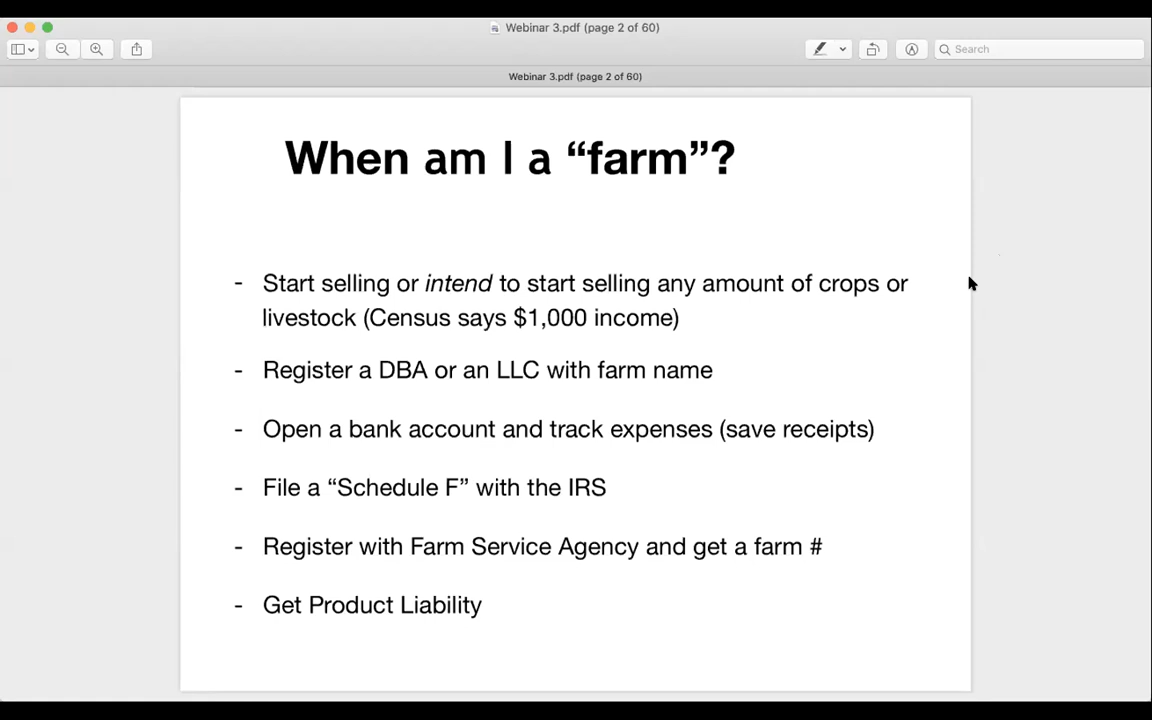 Webinar 3.pdf (page 2 of 60)
Search
Webinar 3.pdf (page 2 of 60)
When am I a “farm”?
- Start selling or intend to start selling any amount of crops or
livestock (Census says $1,000 income)
- Register a DBA or an LLC with farm name
- Open a bank account and track expenses (save receipts)
- File a “Schedule F” with the IRS
- Register with Farm Service Agency and get a farm #
- Get Product Liability